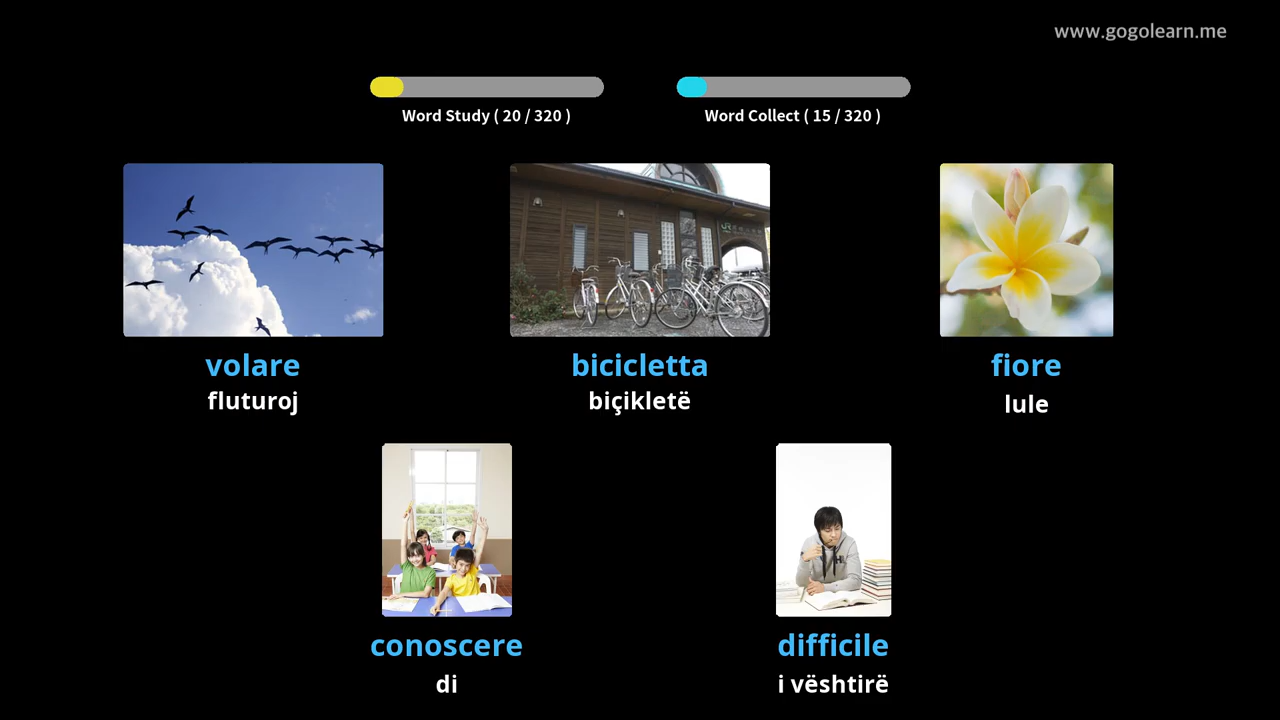 www.gogolearn.me
Word Study ( 20 / 320 )
Word Collect ( 15 / 320 )
volare
fluturoj
bicicletta
biçikletë
fiore
lule
conoscere
di
difficile
i vështirë